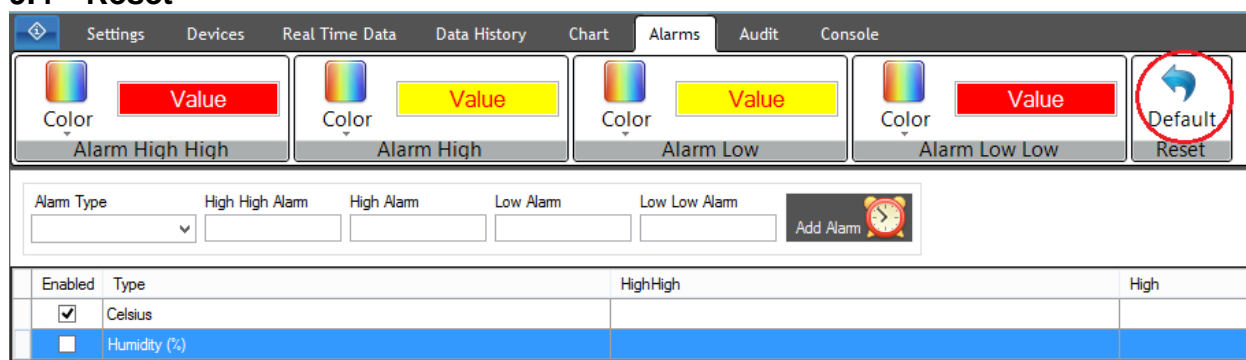 Reset
Settings Devices Real Time Data Data History Chart Alarms Audit Console
Color Value Color Value Color Value Color Value Default
Alarm High High Alarm High Alarm Low Alarm Low Low Reset
Alarm Type High High Alarm High Alarm Low Alarm Low Low Alarm
Add Alarm
Enabled Type HighHigh High
Celsius
Humidity (%)